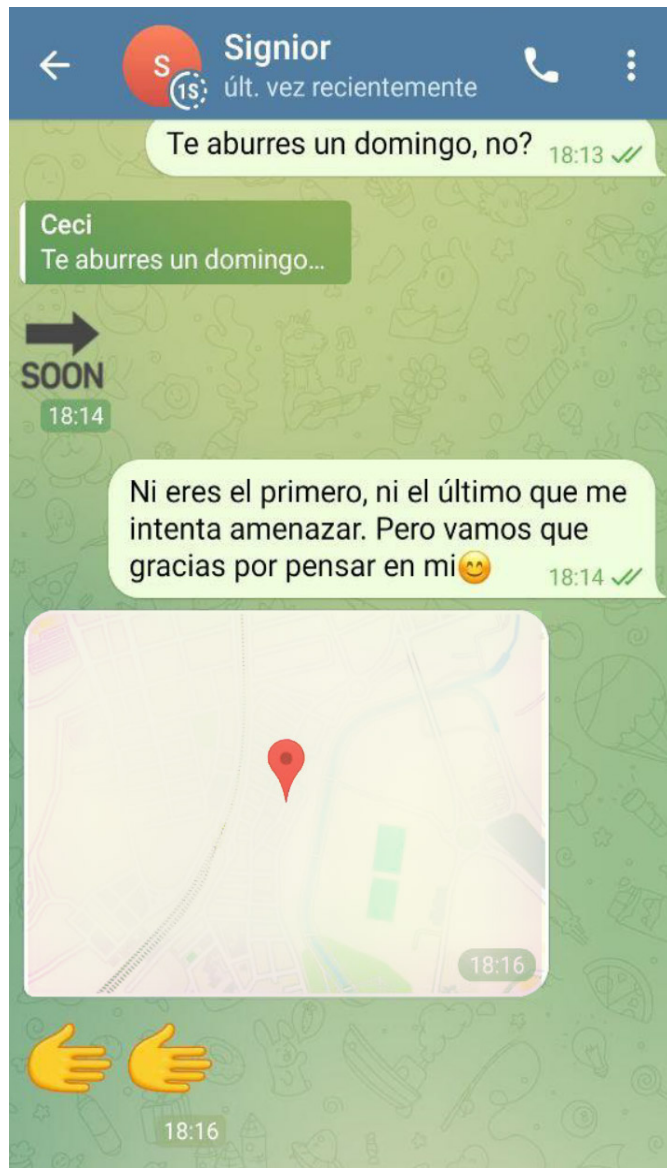 Signior
S
1S
últ. vez recientemente
Te aburres un domingo, no?
18:13
Ceci
Te aburres un domingo...
SOON
18:14
Ni eres el primero, ni el último que me
intenta amenazar. Pero vamos que
gracias por pensar en mi😊
18:14
18:16
18:16